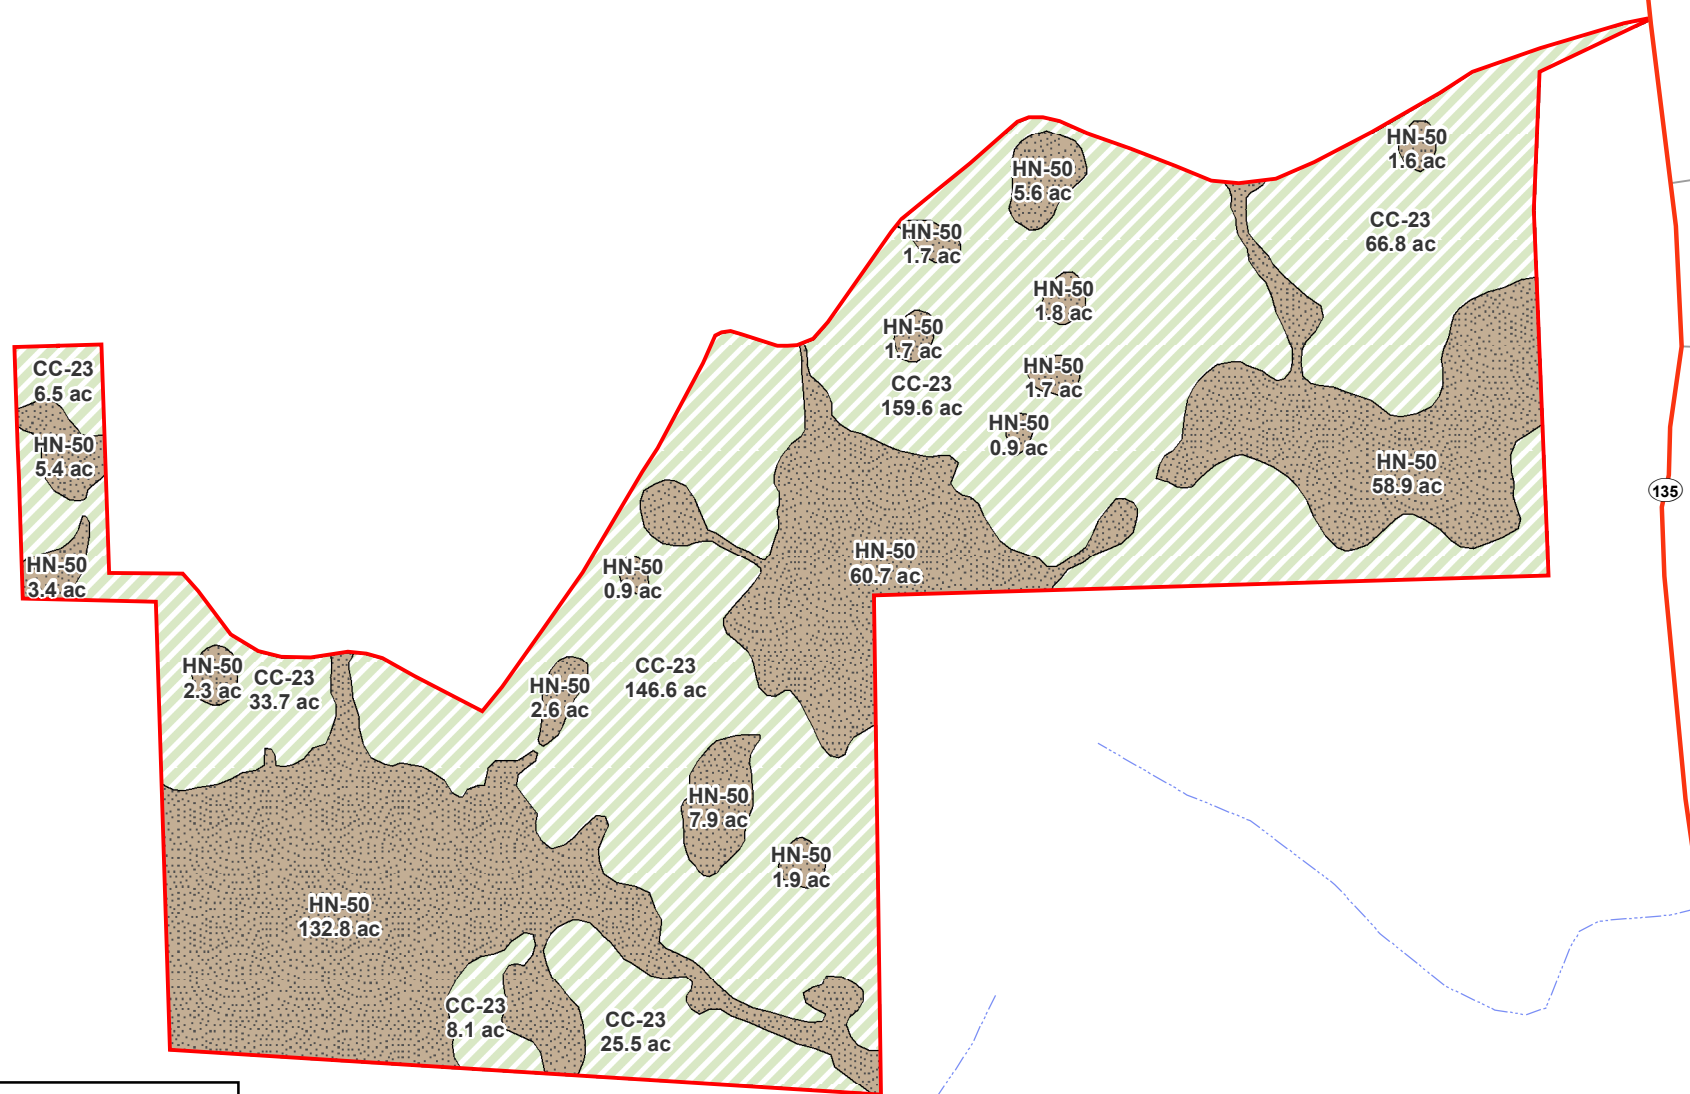 HN-50
1.6 ac
HN-50
5.6 ac
CC-23
66.8 ac
HN-50
1.7 ac
HN-50
1.8 ac
HN-50
1.7 ac
HN-50
1.7 ac
CC-23
159.6 ac
HN-50
0.9 ac
CC-23
6.5 ac
HN-50
5.4 ac
HN-50
58.9 ac
135
HN-50
60.7 ac
HN-50
3.4 ac
HN-50
0.9 ac
HN-50
2.3 ac
CC-23
33.7 ac
CC-23
146.6 ac
HN-50
2.6 ac
HN-50
7.9 ac
HN-50
1.9 ac
HN-50
132.8 ac
CC-23
8.1 ac
CC-23
25.5 ac